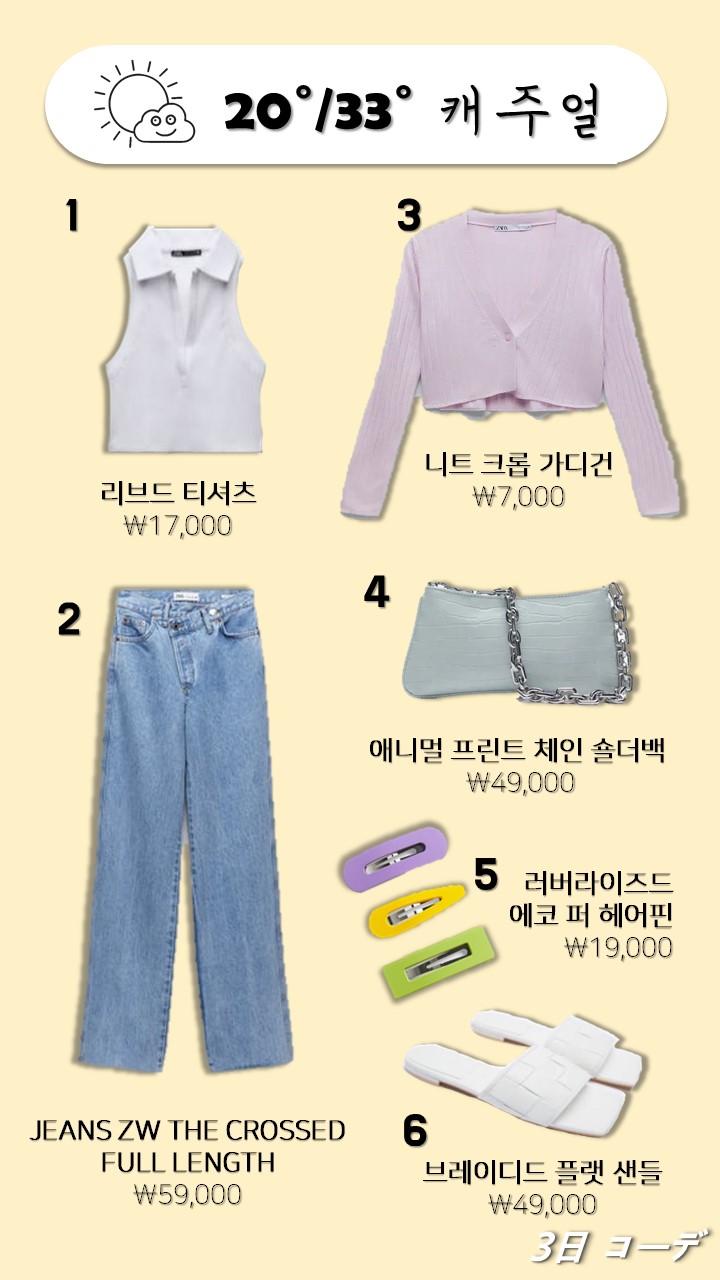 20°/33° 캐주얼
1
리브드 티셔츠
₩17,000
2
JEANS ZW THE CROSSED
FULL LENGTH
₩59,000
3
니트 크롭 가디건
₩7,000
4
애니멀 프린트 체인 숄더백
₩49,000
5
러버라이즈드
에코 퍼 헤어핀
₩19,000
6
브레이디드 플랫 샌들
₩49,000
3日 コーデ